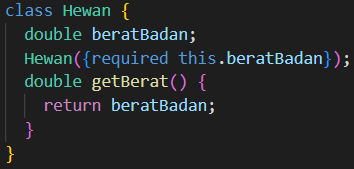 class Hewan {
  double beratBadan;
  Hewan({required this.beratBadan});
  double getBerat() {
    return beratBadan;
  }
}